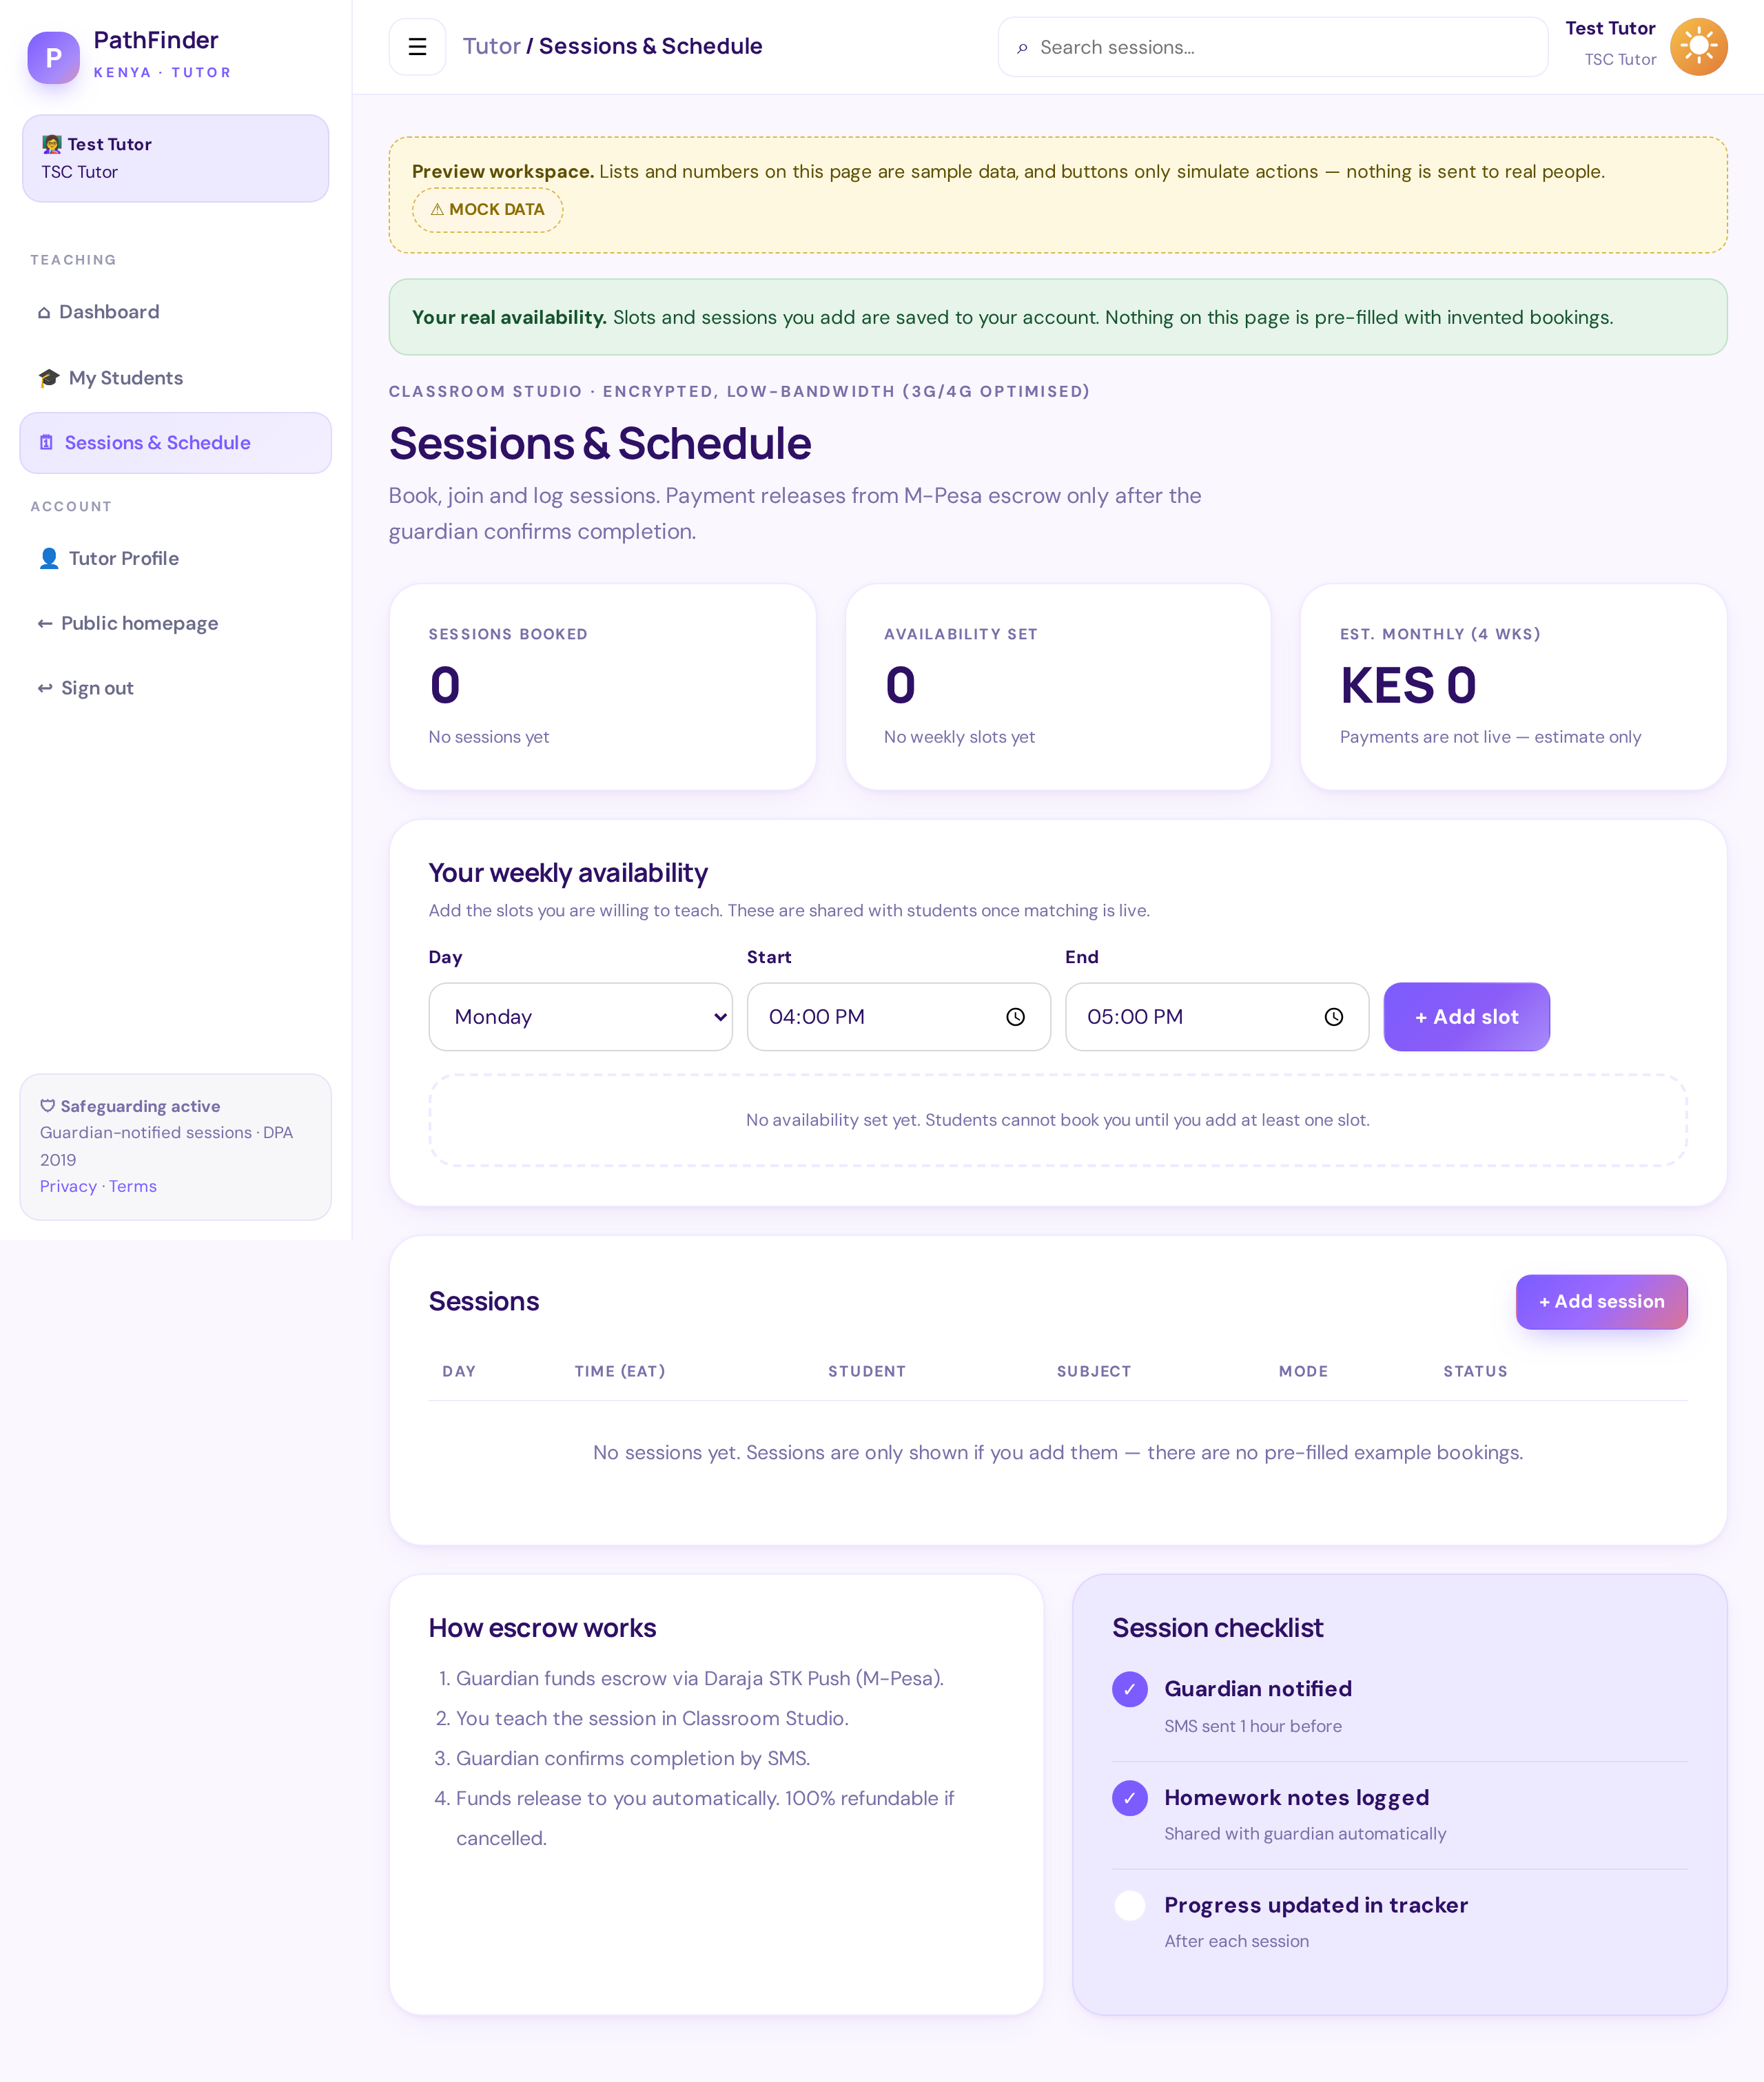 P
PathFinder
KENYA · TUTOR
👩‍🏫 Test Tutor
TSC Tutor
TEACHING
⌂ Dashboard
🎓 My Students
🗓 Sessions & Schedule
ACCOUNT
👤 Tutor Profile
← Public homepage
↩ Sign out
🛡 Safeguarding active
Guardian-notified sessions · DPA
2019
Privacy · Terms
☰
Tutor / Sessions & Schedule
⌕ Search sessions...
Test Tutor
TSC Tutor
Preview workspace. Lists and numbers on this page are sample data, and buttons only simulate actions — nothing is sent to real people.
⚠ MOCK DATA
Your real availability. Slots and sessions you add are saved to your account. Nothing on this page is pre-filled with invented bookings.
CLASSROOM STUDIO · ENCRYPTED, LOW-BANDWIDTH (3G/4G OPTIMISED)
Sessions & Schedule
Book, join and log sessions. Payment releases from M-Pesa escrow only after the
guardian confirms completion.
SESSIONS BOOKED
0
No sessions yet
AVAILABILITY SET
0
No weekly slots yet
EST. MONTHLY (4 WKS)
KES 0
Payments are not live — estimate only
Your weekly availability
Add the slots you are willing to teach. These are shared with students once matching is live.
Day Start End
Monday 04:00 PM 05:00 PM + Add slot
No availability set yet. Students cannot book you until you add at least one slot.
Sessions
+ Add session
DAY TIME (EAT) STUDENT SUBJECT MODE STATUS
No sessions yet. Sessions are only shown if you add them — there are no pre-filled example bookings.
How escrow works
1. Guardian funds escrow via Daraja STK Push (M-Pesa).
2. You teach the session in Classroom Studio.
3. Guardian confirms completion by SMS.
4. Funds release to you automatically. 100% refundable if
cancelled.
Session checklist
✓ Guardian notified
SMS sent 1 hour before
✓ Homework notes logged
Shared with guardian automatically
Progress updated in tracker
After each session